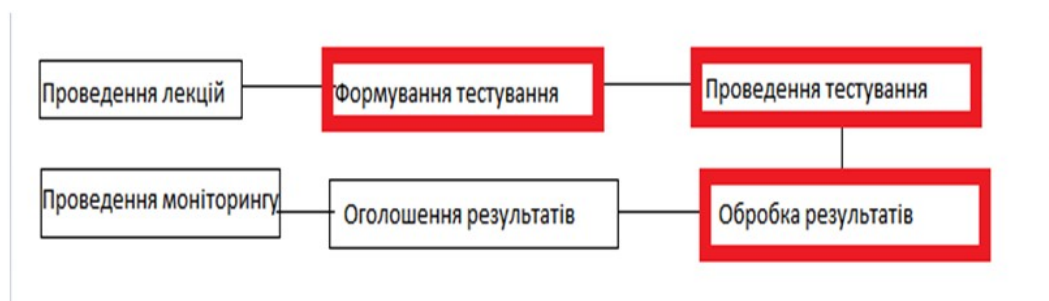 Проведення лекцій
Формування тестування
Проведення тестування
Проведення моніторингу
Оголошення результатів
Обробка результатів